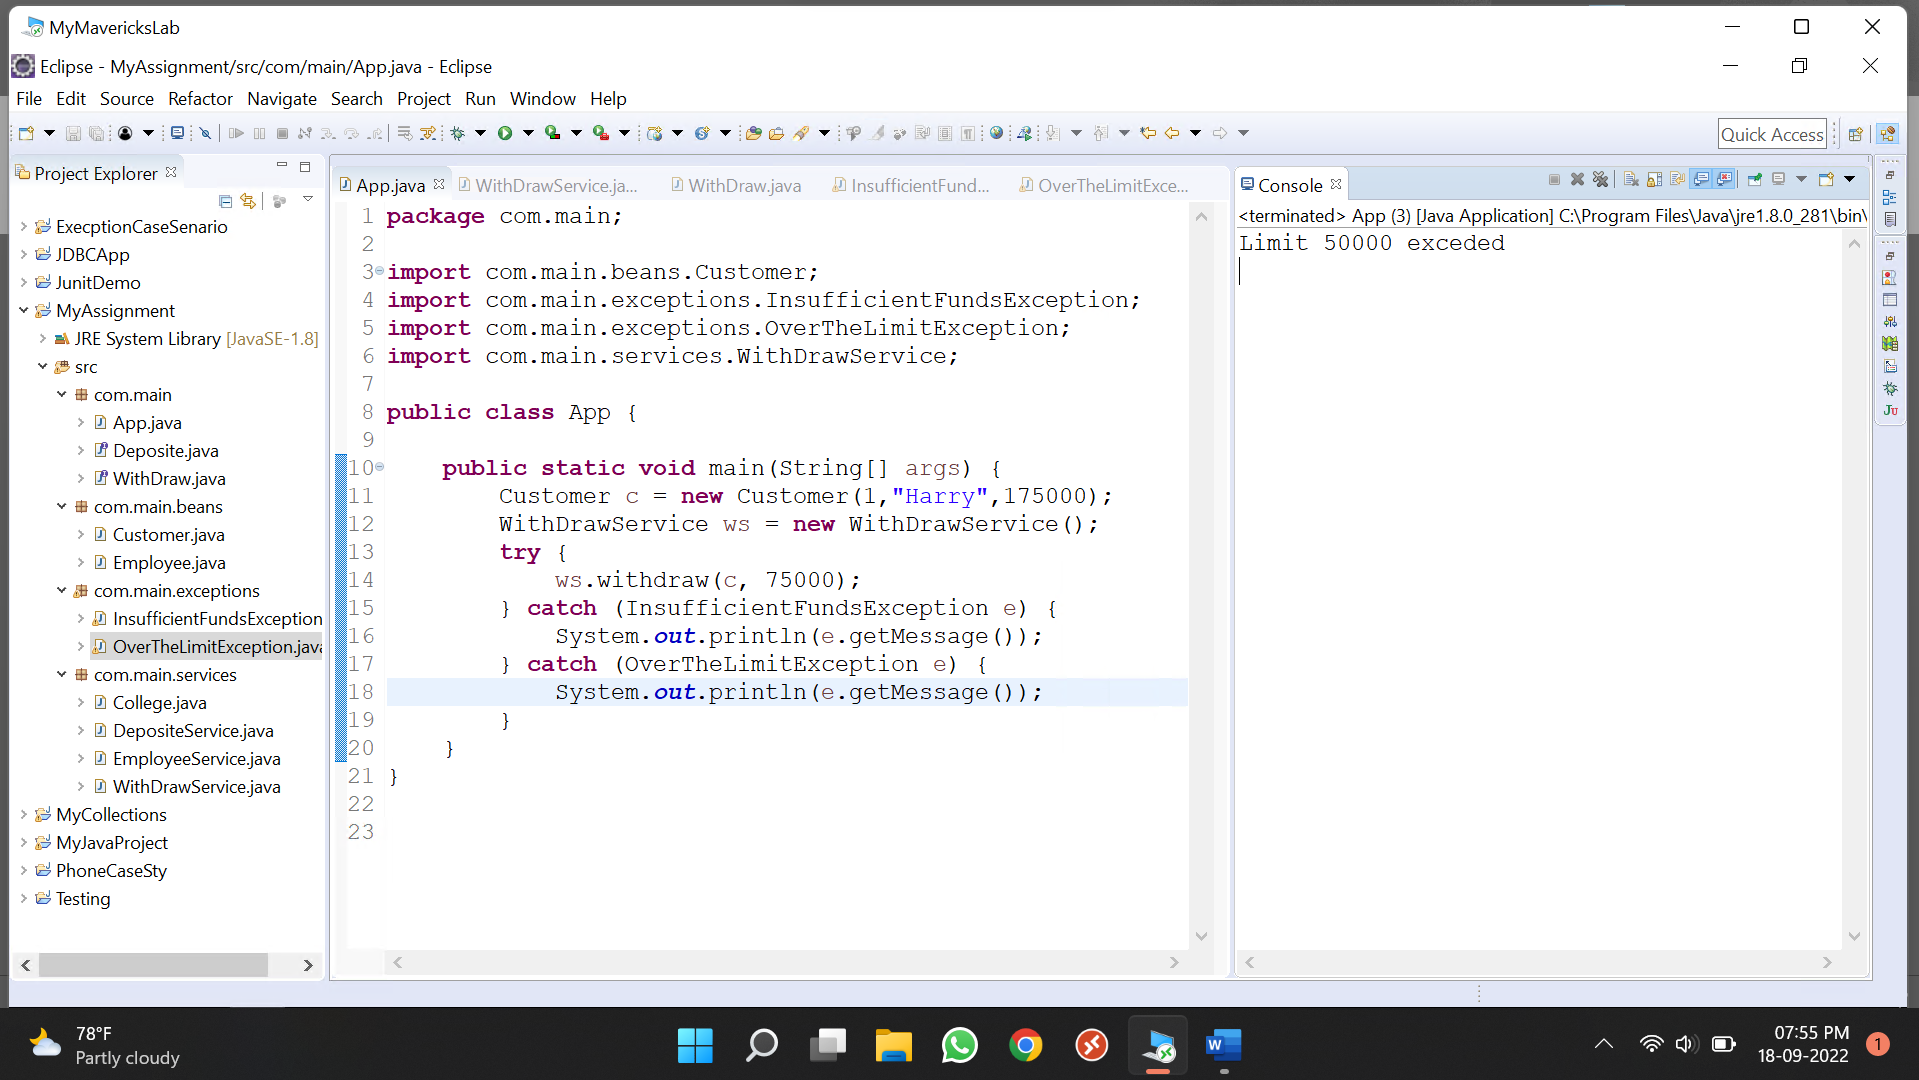 MyMavericksLab
Eclipse - MyAssignment/src/com/main/App.java - Eclipse
File Edit Source Refactor Navigate Search Project Run Window Help
Quick Access
Project Explorer
ExecptionCaseSenario
JDBCApp
JunitDemo
MyAssignment
JRE System Library [JavaSE-1.8]
src
com.main
App.java
Deposite.java
WithDraw.java
com.main.beans
Customer.java
Employee.java
com.main.exceptions
InsufficientFundsException
OverTheLimitException.java
com.main.services
College.java
DepositeService.java
EmployeeService.java
WithDrawService.java
MyCollections
MyJavaProject
PhoneCaseSty
Testing
App.java WithDrawService.ja... WithDraw.java InsufficientFund... OverTheLimitExce...
1 package com.main;
2
3 import com.main.beans.Customer;
4 import com.main.exceptions.InsufficientFundsException;
5 import com.main.exceptions.OverTheLimitException;
6 import com.main.services.WithDrawService;
7
8 public class App {
9
10 public static void main(String[] args) {
11 Customer c = new Customer(1,"Harry",175000);
12 WithDrawService ws = new WithDrawService();
13 try {
14 ws.withdraw(c, 75000);
15 } catch (InsufficientFundsException e) {
16 System.out.println(e.getMessage());
17 } catch (OverTheLimitException e) {
18 System.out.println(e.getMessage());
19 }
20 }
21 }
22
23
Console
<terminated> App (3) [Java Application] C:\Program Files\Java\jre1.8.0_281\bin\
Limit 50000 exceded
JU
78°F
Partly cloudy
W
07:55 PM
18-09-2022
1